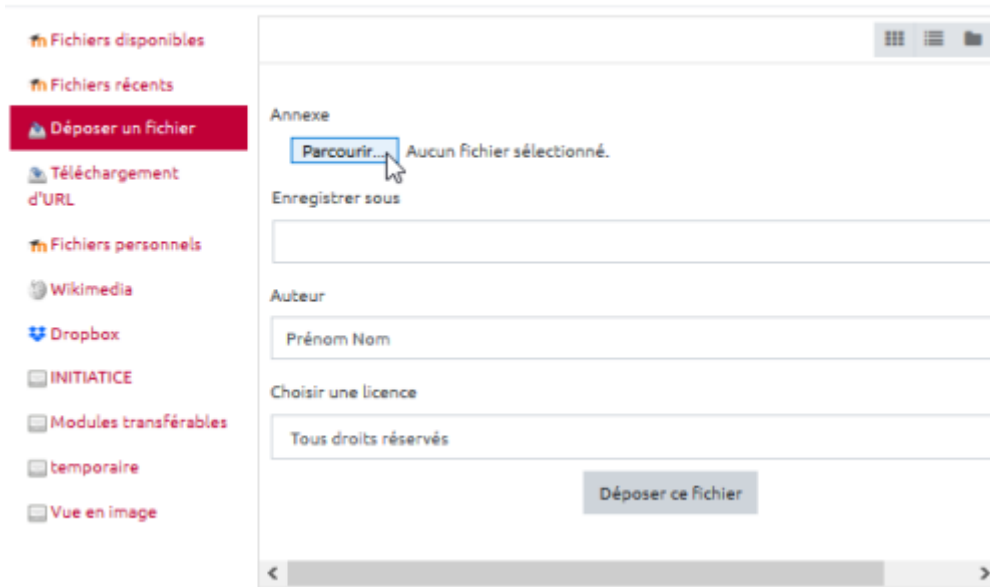 Fichiers disponibles
Fichiers récents
Déposer un fichier
Téléchargement
d'URL
Fichiers personnels
Wikimedia
Dropbox
INITIATICE
Modules transférables
temporaire
Vue en image
Annexe
Parcourir... Aucun fichier sélectionné.
Enregistrer sous
Auteur
Prénom Nom
Choisir une licence
Tous droits réservés
Déposer ce fichier